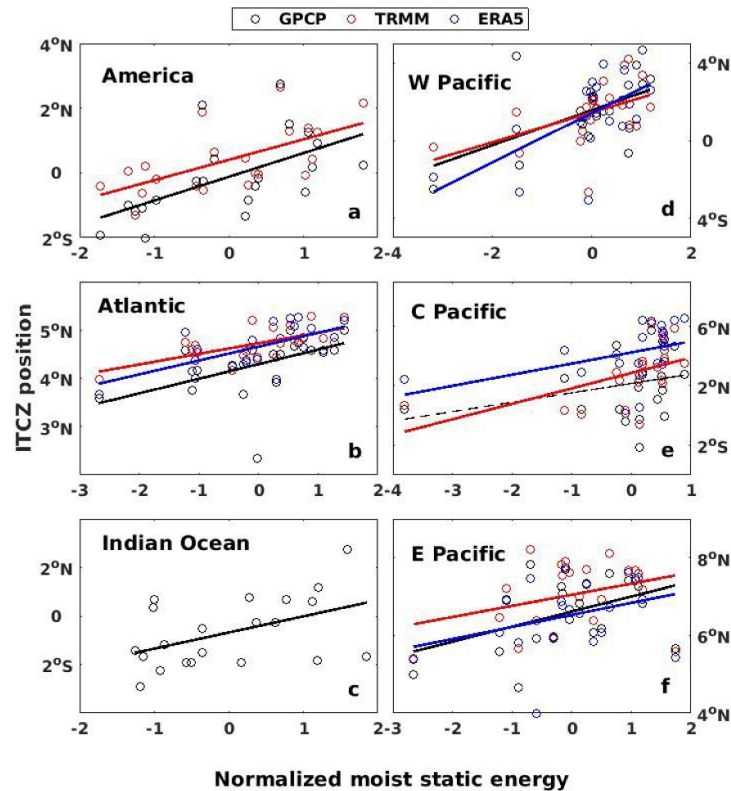 GPCP TRMM ERA5
America
4°N
2°N
0
2°S
-2 -1 0 1 2
a
W Pacific
4°N
0
4°S
-4 -2 0 2
d
Atlantic
5°N
4°N
3°N
-3 -2 -1 0 1 2
b
C Pacific
6°N
2°N
2°S
-4 -3 -2 -1 0 1
e
Indian Ocean
2°N
0
2°S
-2 -1 0 1 2
c
E Pacific
8°N
6°N
4°N
-3 -2 -1 0 1 2
f
ITCZ position
Normalized moist static energy